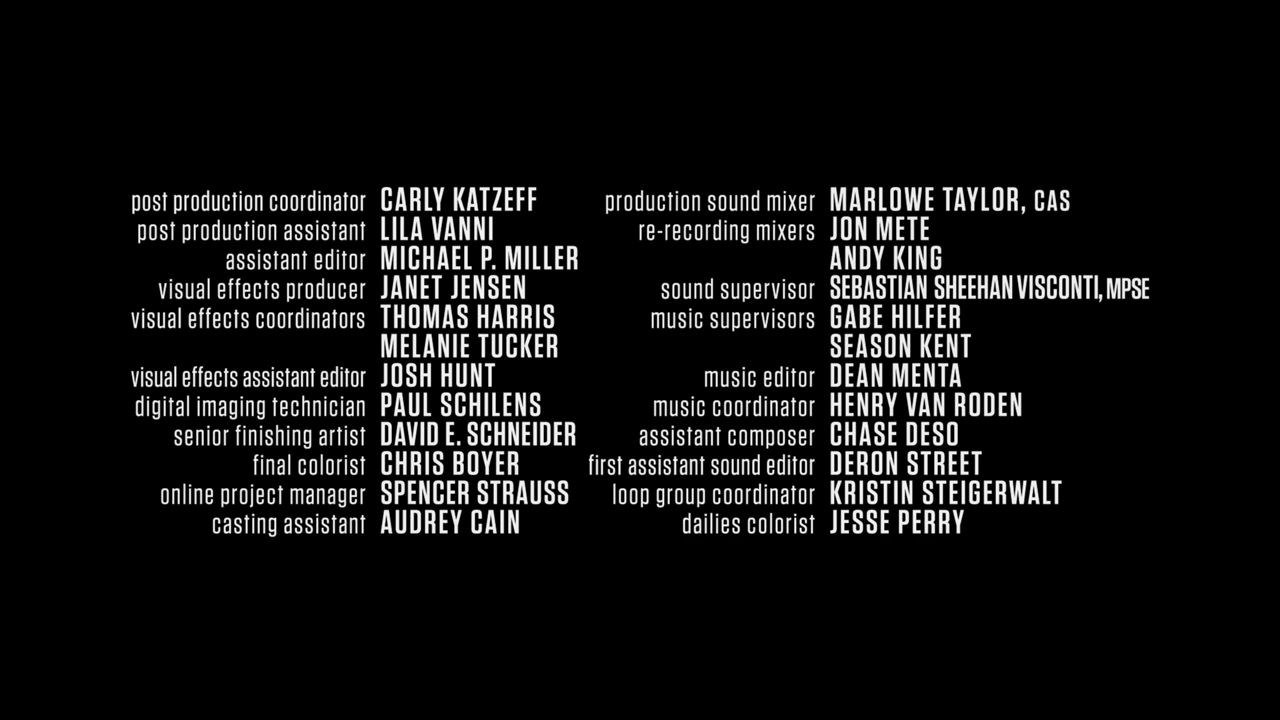 post production coordinator CARLY KATZEFF
post production assistant LILA VANNI
assistant editor MICHAEL P. MILLER
visual effects producer JANET JENSEN
visual effects coordinators THOMAS HARRIS
MELANIE TUCKER
visual effects assistant editor JOSH HUNT
digital imaging technician PAUL SCHILENS
senior finishing artist DAVID E. SCHNEIDER
final colorist CHRIS BOYER
online project manager SPENCER STRAUSS
casting assistant AUDREY CAIN
production sound mixer MARLOWE TAYLOR, CAS
re-recording mixers JON METE
ANDY KING
sound supervisor SEBASTIAN SHEEHAN VISCONTI, MPSE
music supervisors GABE HILFER
SEASON KENT
music editor DEAN MENTA
music coordinator HENRY VAN RODEN
assistant composer CHASE DESO
first assistant sound editor DERON STREET
loop group coordinator KRISTIN STEIGERWALT
dailies colorist JESSE PERRY